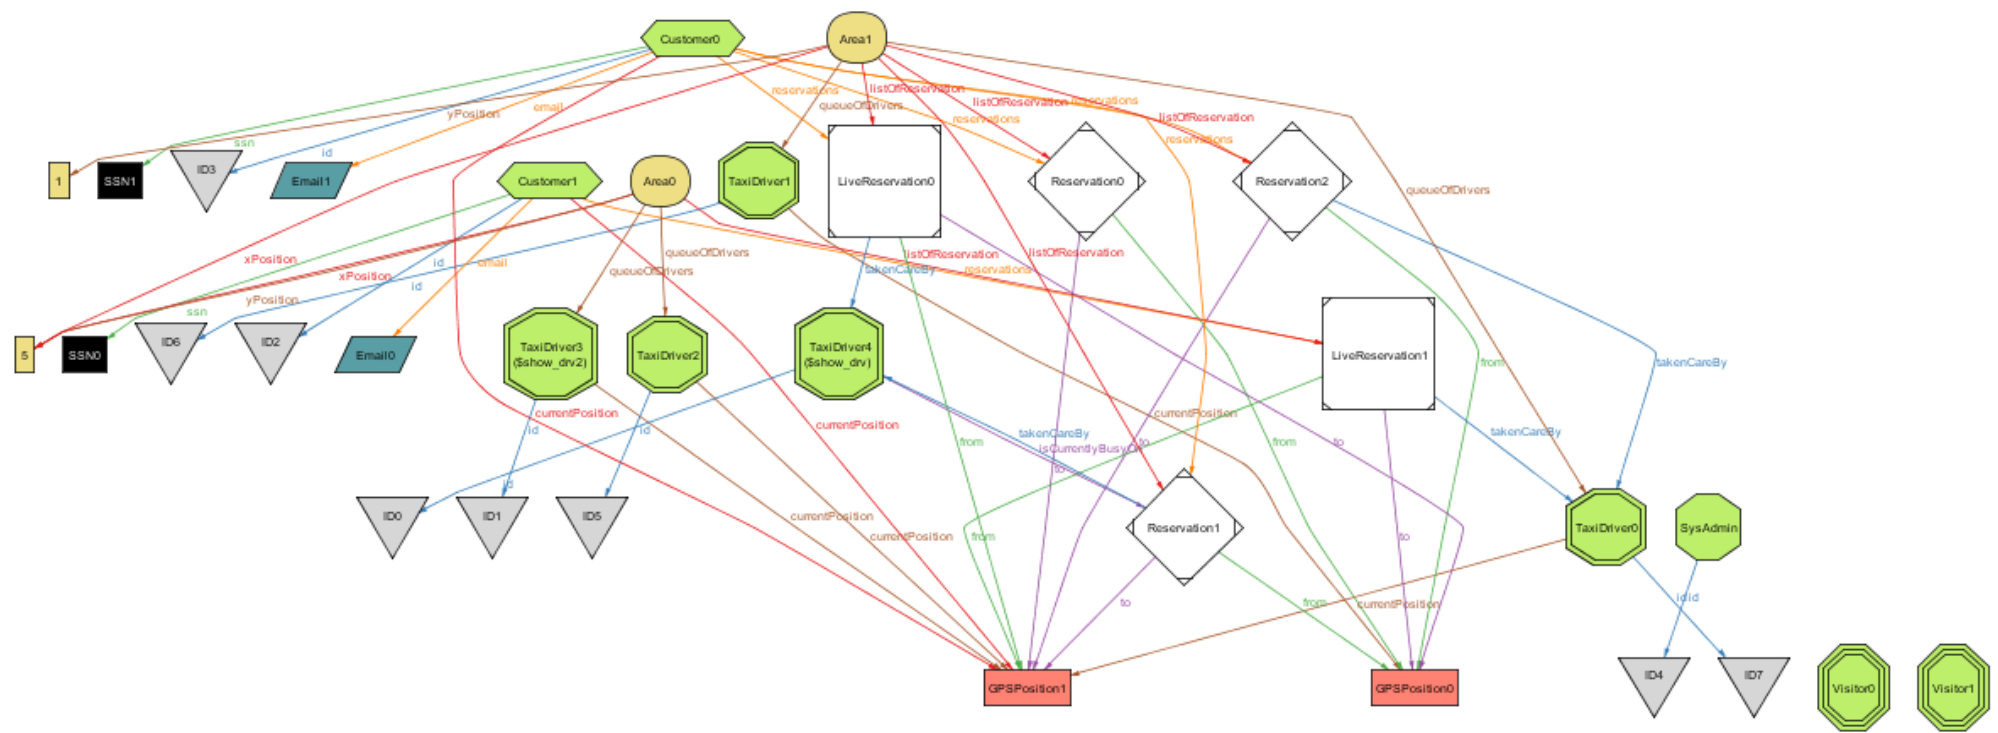 Customer0
Area1
reservations
listOfReservation
queueOfDrivers
listOfReservation
reservations
email
yPosition
reservations
listOfReservation
reservations
ssn
id
1
SSN1
ID3
Email1
Customer1
Area0
TaxiDriver1
LiveReservation0
Reservation0
Reservation2
queueOfDrivers
xPosition
xPosition
id
email
queueOfDrivers
queueOfDrivers
listOfReservation
listOfReservation
takenCareBy
reservations
id
yPosition
ssn
5
SSN0
ID6
ID2
Email0
TaxiDriver3
($show_drv2)
TaxiDriver2
TaxiDriver4
($show_drv)
LiveReservation1
from
takenCareBy
currentPosition
currentPosition
currentPosition
id
id
from
takenCareBy
isCurrentlyBusyOn
to
to
from
to
takenCareBy
id
ID0
ID1
ID5
currentPosition
currentPosition
from
Reservation1
to
TaxiDriver0
SysAdmin
to
from
currentPosition
id
id
GPSPosition1
GPSPosition0
ID4
ID7
Visitor0
Visitor1